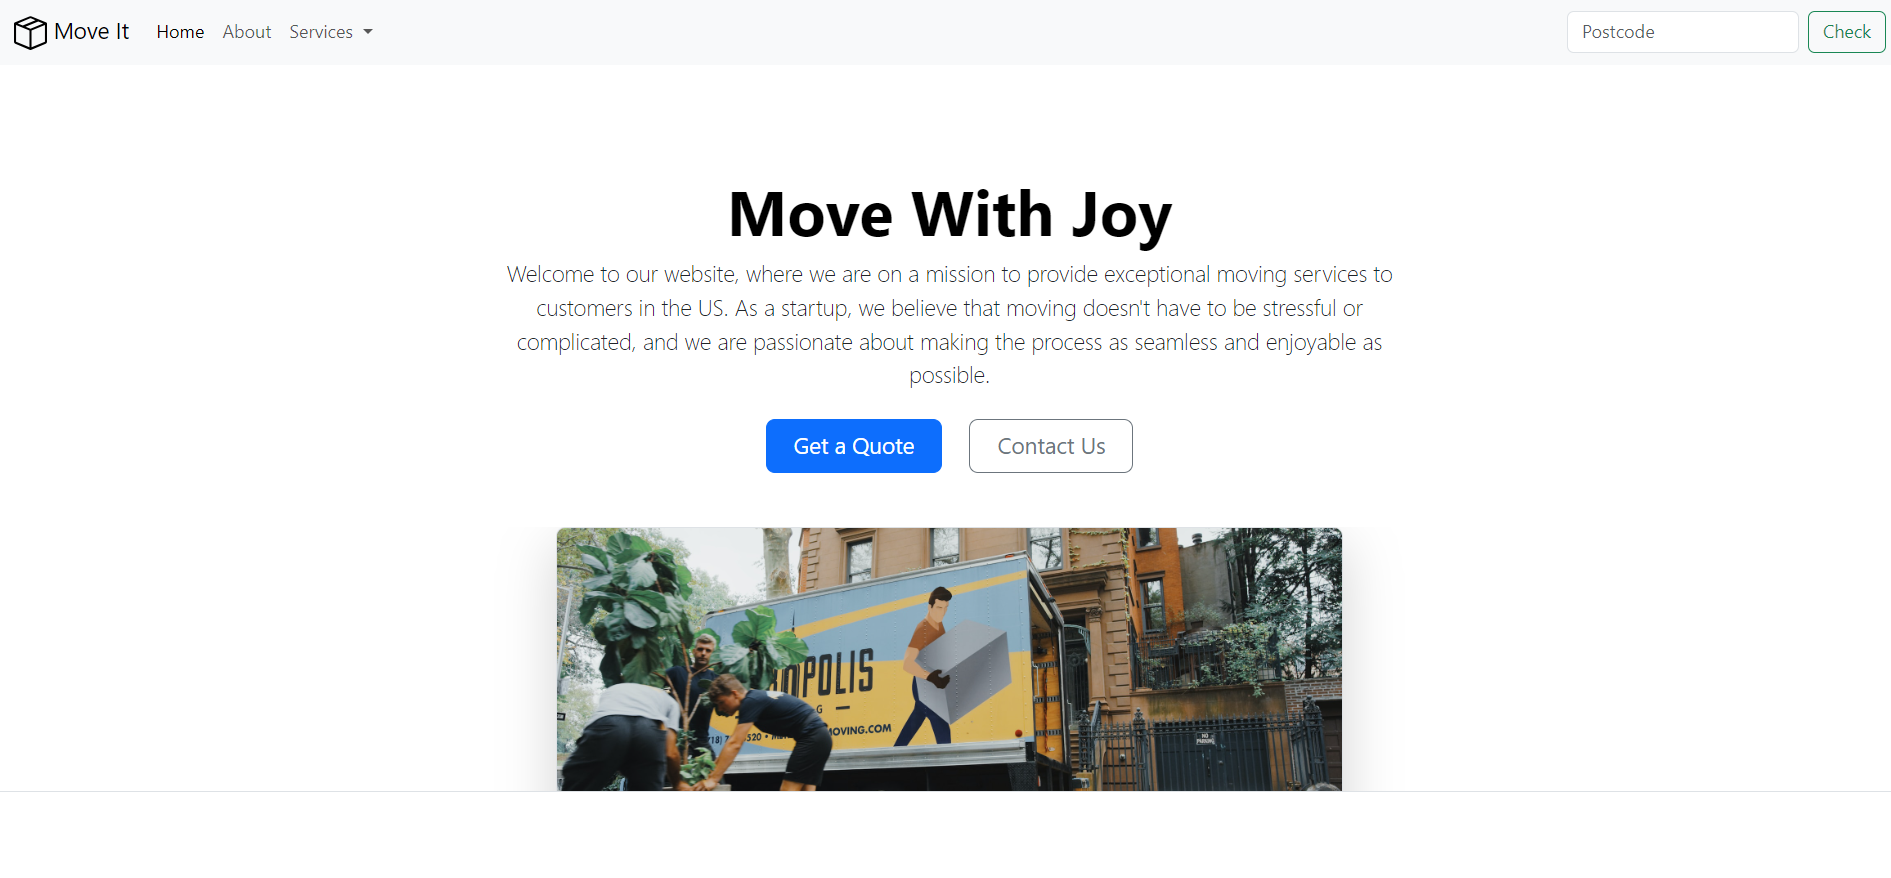 Move It
Home
About
Services
Postcode
Check
Move With Joy
Welcome to our website, where we are on a mission to provide exceptional moving services to
customers in the US. As a startup, we believe that moving doesn't have to be stressful or
complicated, and we are passionate about making the process as seamless and enjoyable as
possible.
Get a Quote
Contact Us
NO
PARKING